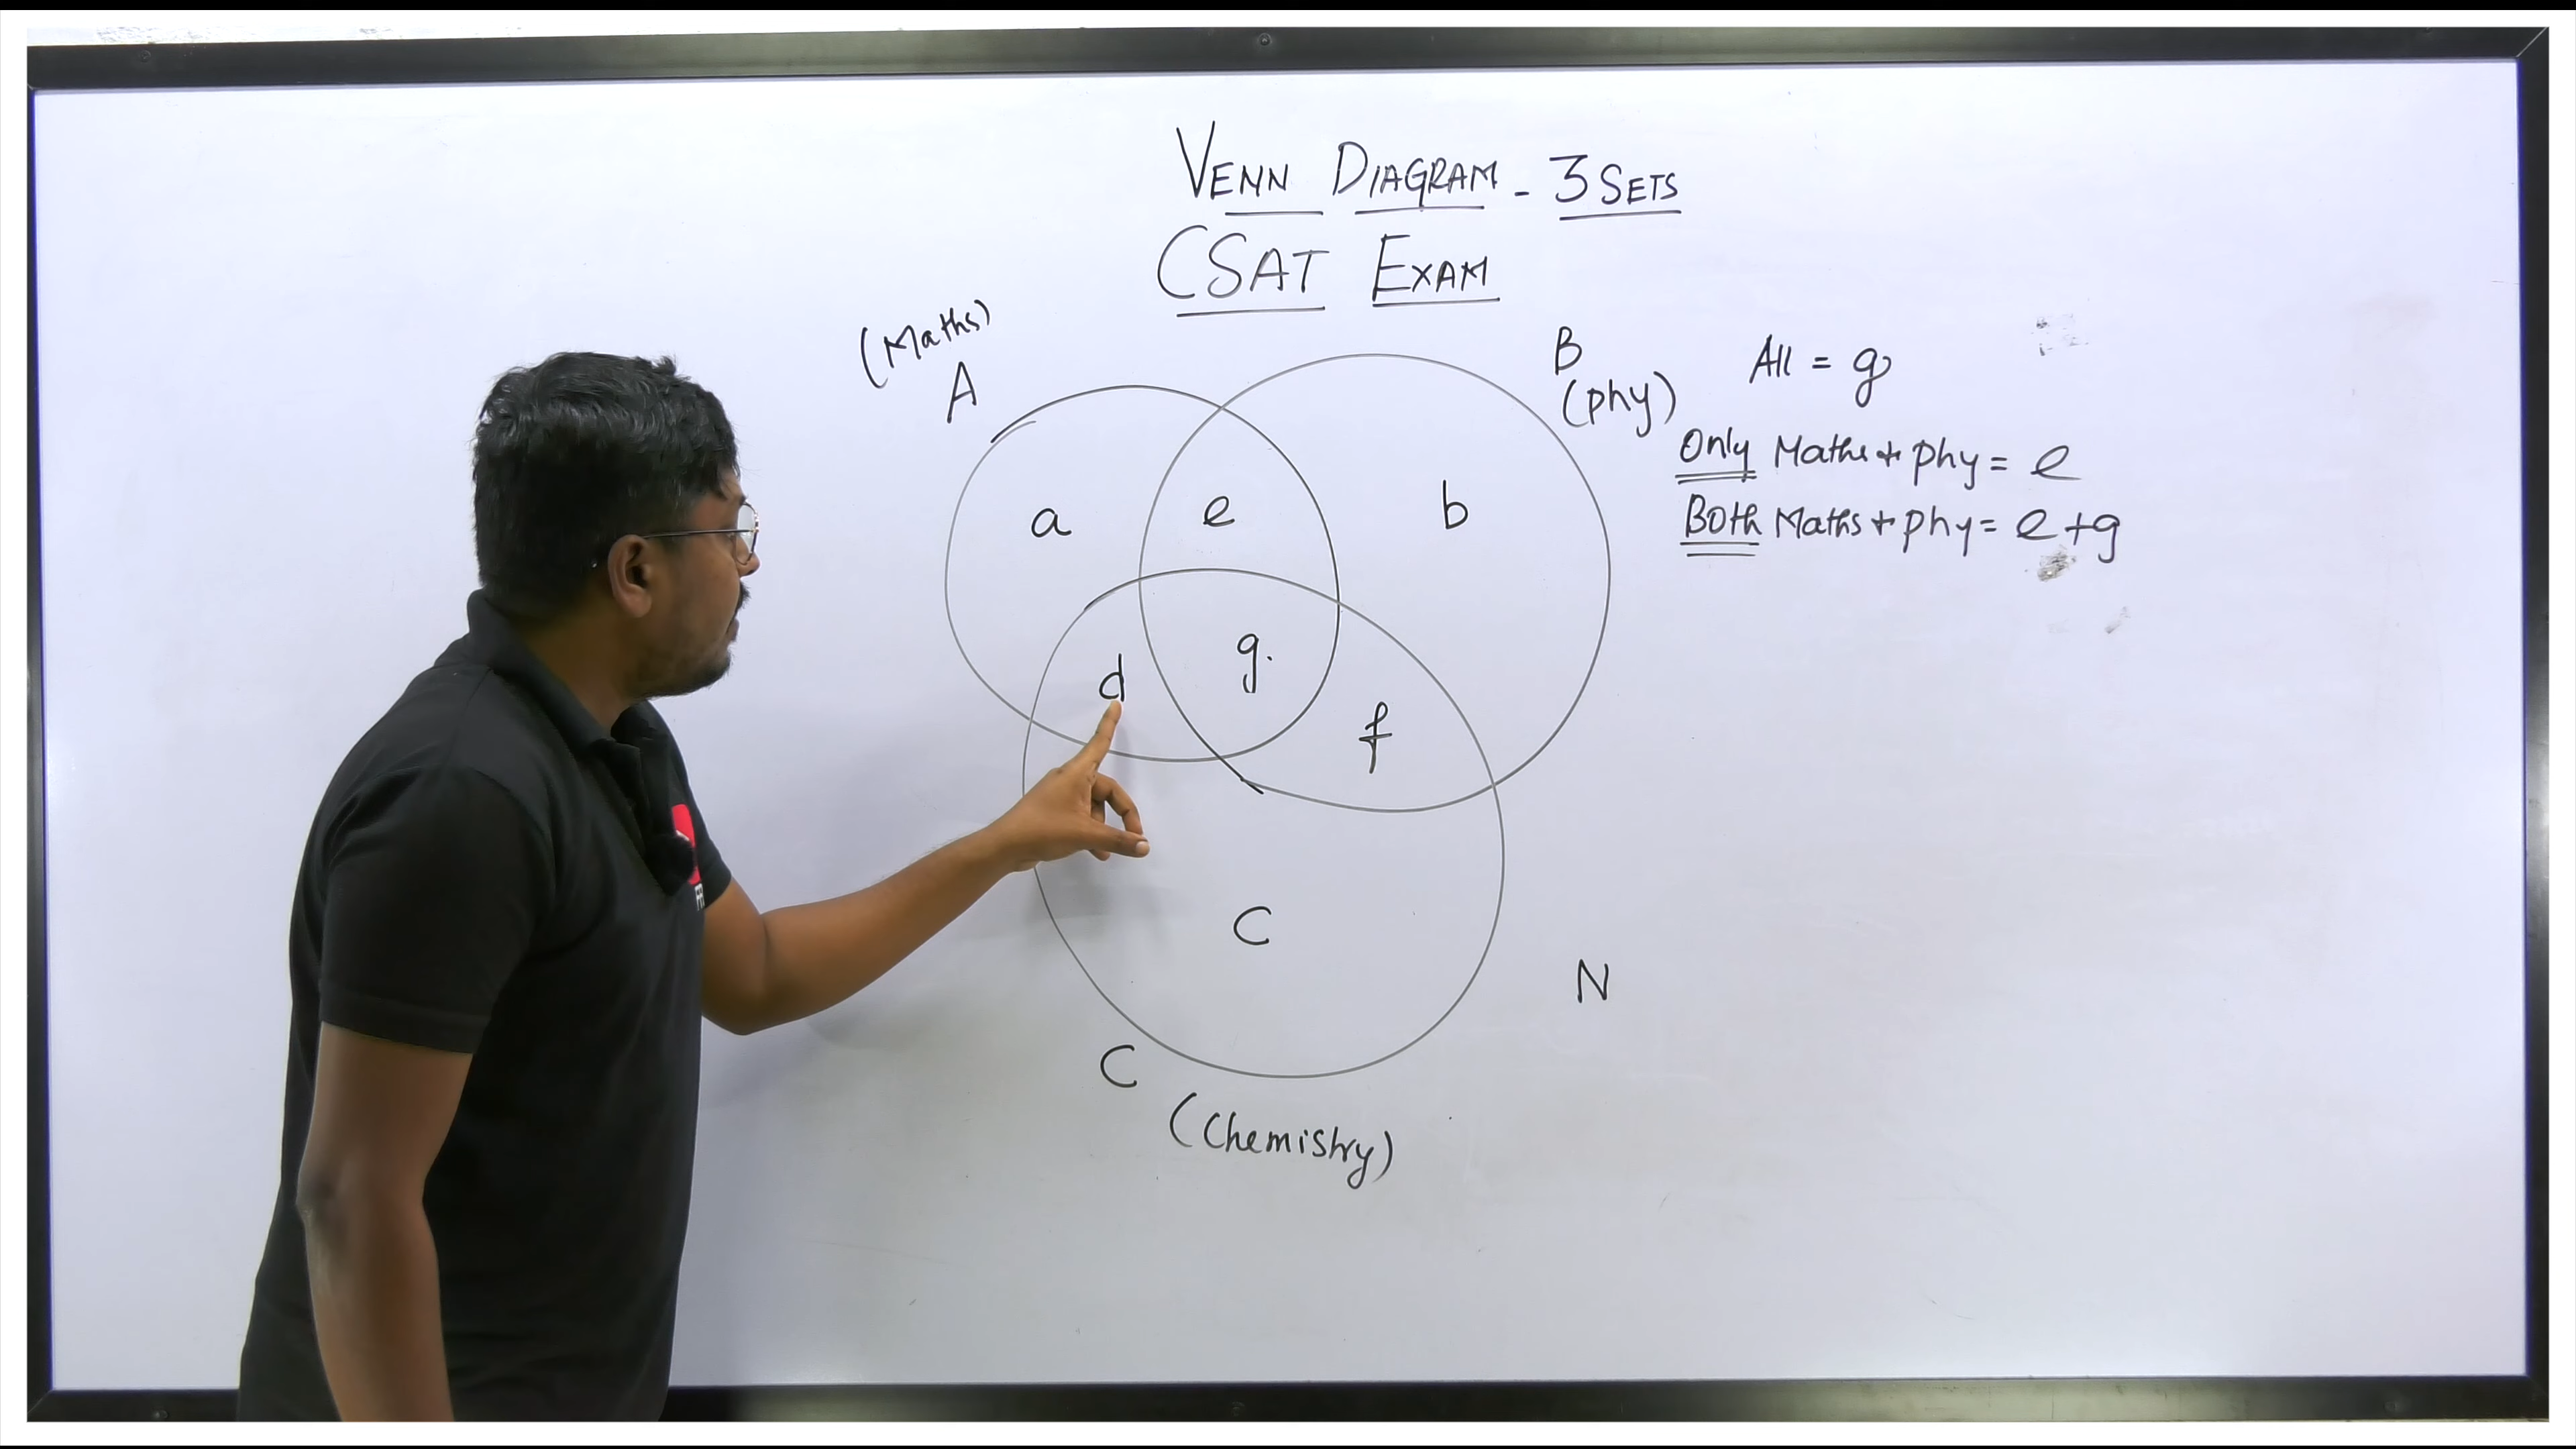 VENN DIAGRAM - 3 SETS
CSAT EXAM
(Maths)
A
B
(phy)
All = g
Only Maths + phy = e
Both Maths + phy = e + g
a
e
b
d
g.
f
C
N
C
(Chemistry)